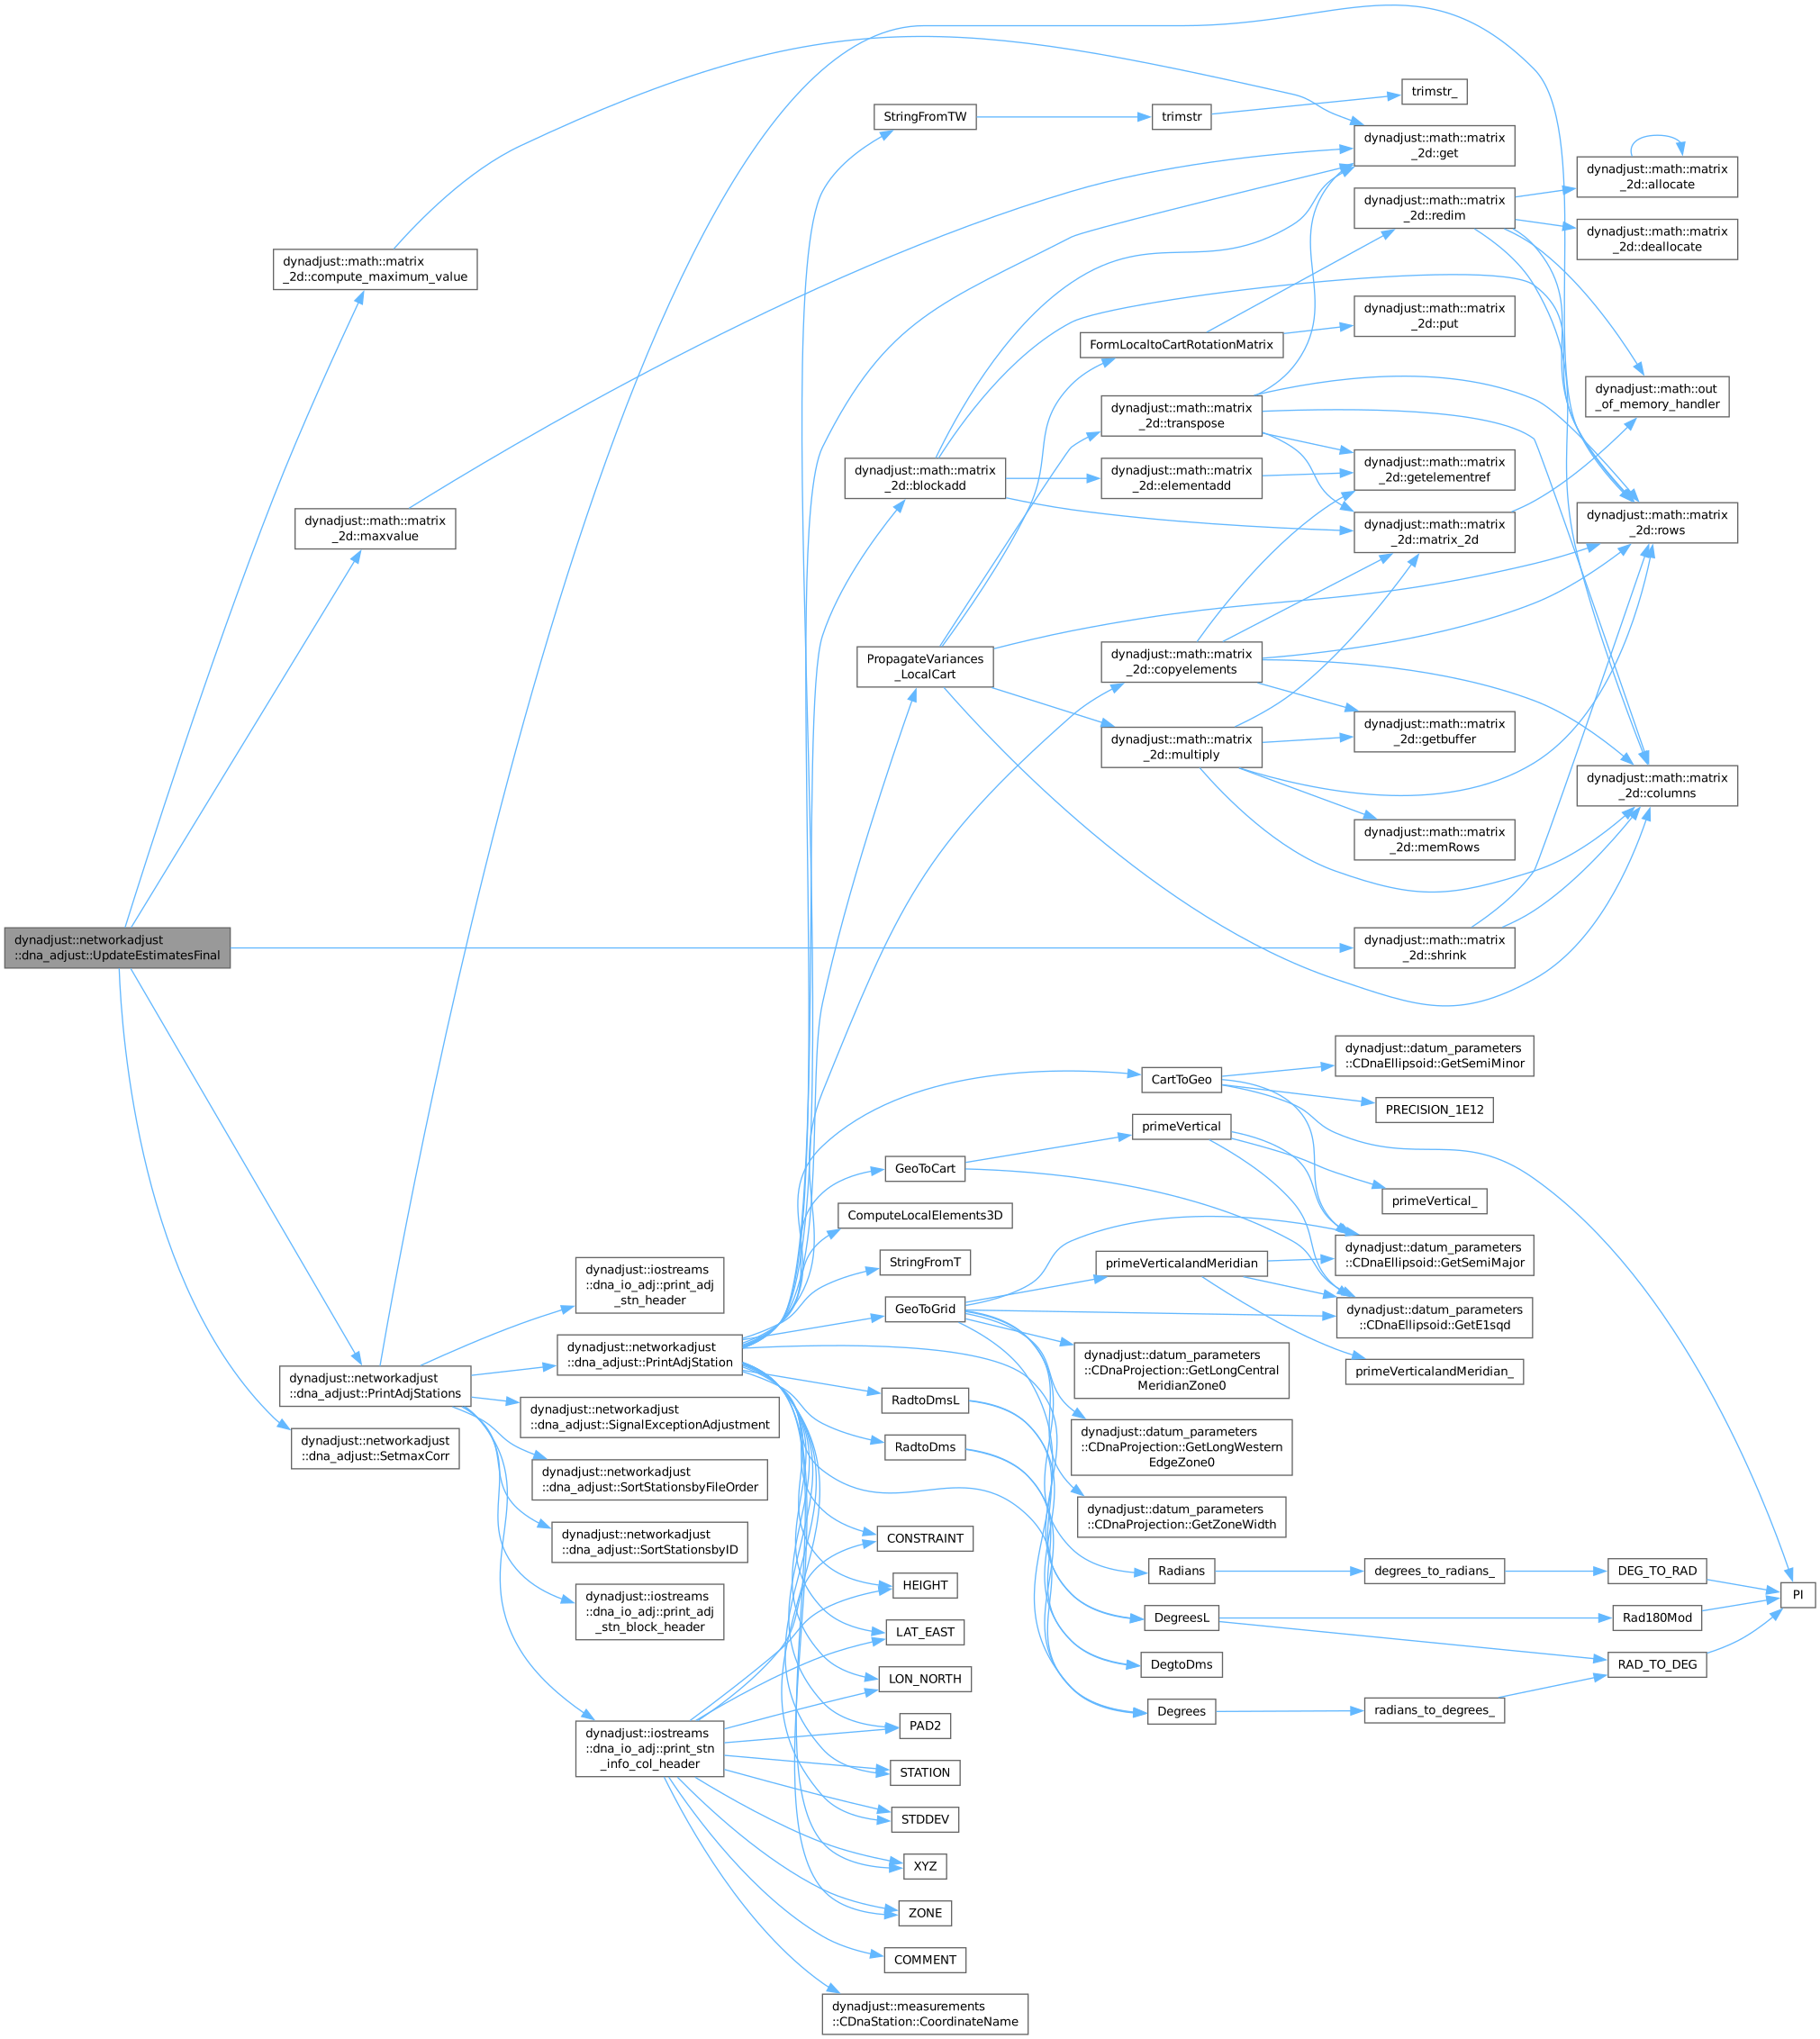 trimstr_
StringFromTW
trimstr
dynadjust::math::matrix
_2d::get
dynadjust::math::matrix
_2d::allocate
dynadjust::math::matrix
_2d::redim
dynadjust::math::matrix
_2d::deallocate
dynadjust::math::matrix
_2d::compute_maximum_value
dynadjust::math::matrix
_2d::put
FormLocaltoCartRotationMatrix
dynadjust::math::out
_of_memory_handler
dynadjust::math::matrix
_2d::transpose
dynadjust::math::matrix
_2d::blockadd
dynadjust::math::matrix
_2d::elementadd
dynadjust::math::matrix
_2d::getelementref
dynadjust::math::matrix
_2d::maxvalue
dynadjust::math::matrix
_2d::matrix_2d
dynadjust::math::matrix
_2d::rows
PropagateVariances
_LocalCart
dynadjust::math::matrix
_2d::copyelements
dynadjust::math::matrix
_2d::getbuffer
dynadjust::math::matrix
_2d::multiply
dynadjust::math::matrix
_2d::columns
dynadjust::math::matrix
_2d::memRows
dynadjust::networkadjust
::dna_adjust::UpdateEstimatesFinal
dynadjust::math::matrix
_2d::shrink
dynadjust::datum_parameters
::CDnaEllipsoid::GetSemiMinor
CartToGeo
PRECISION_1E12
primeVertical
GeoToCart
primeVertical_
ComputeLocalElements3D
dynadjust::datum_parameters
::CDnaEllipsoid::GetSemiMajor
StringFromT
primeVerticalandMeridian
dynadjust::iostreams
::dna_io_adj::print_adj
_stn_header
GeoToGrid
dynadjust::datum_parameters
::CDnaEllipsoid::GetE1sqd
dynadjust::networkadjust
::dna_adjust::PrintAdjStation
dynadjust::datum_parameters
::CDnaProjection::GetLongCentral
MeridianZone0
primeVerticalandMeridian_
dynadjust::networkadjust
::dna_adjust::PrintAdjStations
RadtoDmsL
dynadjust::networkadjust
::dna_adjust::SignalExceptionAdjustment
dynadjust::networkadjust
::dna_adjust::SetmaxCorr
RadtoDms
dynadjust::datum_parameters
::CDnaProjection::GetLongWestern
EdgeZone0
dynadjust::networkadjust
::dna_adjust::SortStationsbyFileOrder
dynadjust::datum_parameters
::CDnaProjection::GetZoneWidth
dynadjust::networkadjust
::dna_adjust::SortStationsbyID
CONSTRAINT
Radians
degrees_to_radians_
DEG_TO_RAD
HEIGHT
PI
dynadjust::iostreams
::dna_io_adj::print_adj
_stn_block_header
DegreesL
Rad180Mod
LAT_EAST
DegtoDms
RAD_TO_DEG
LON_NORTH
Degrees
radians_to_degrees_
PAD2
dynadjust::iostreams
::dna_io_adj::print_stn
_info_col_header
STATION
STDDEV
XYZ
ZONE
COMMENT
dynadjust::measurements
::CDnaStation::CoordinateName